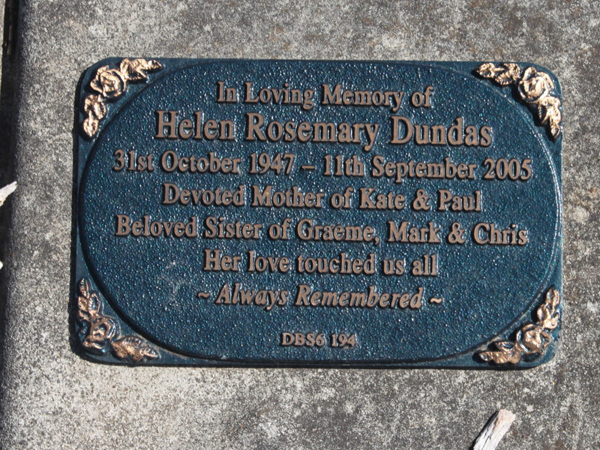 In Loving Memory of
Helen Rosemary Dundas
31st October 1947 - 11th September 2005
Devoted Mother of Kate & Paul
Beloved Sister of Graeme, Mark & Chris
Her love touched us all
~ Always Remembered ~
DBS6 194